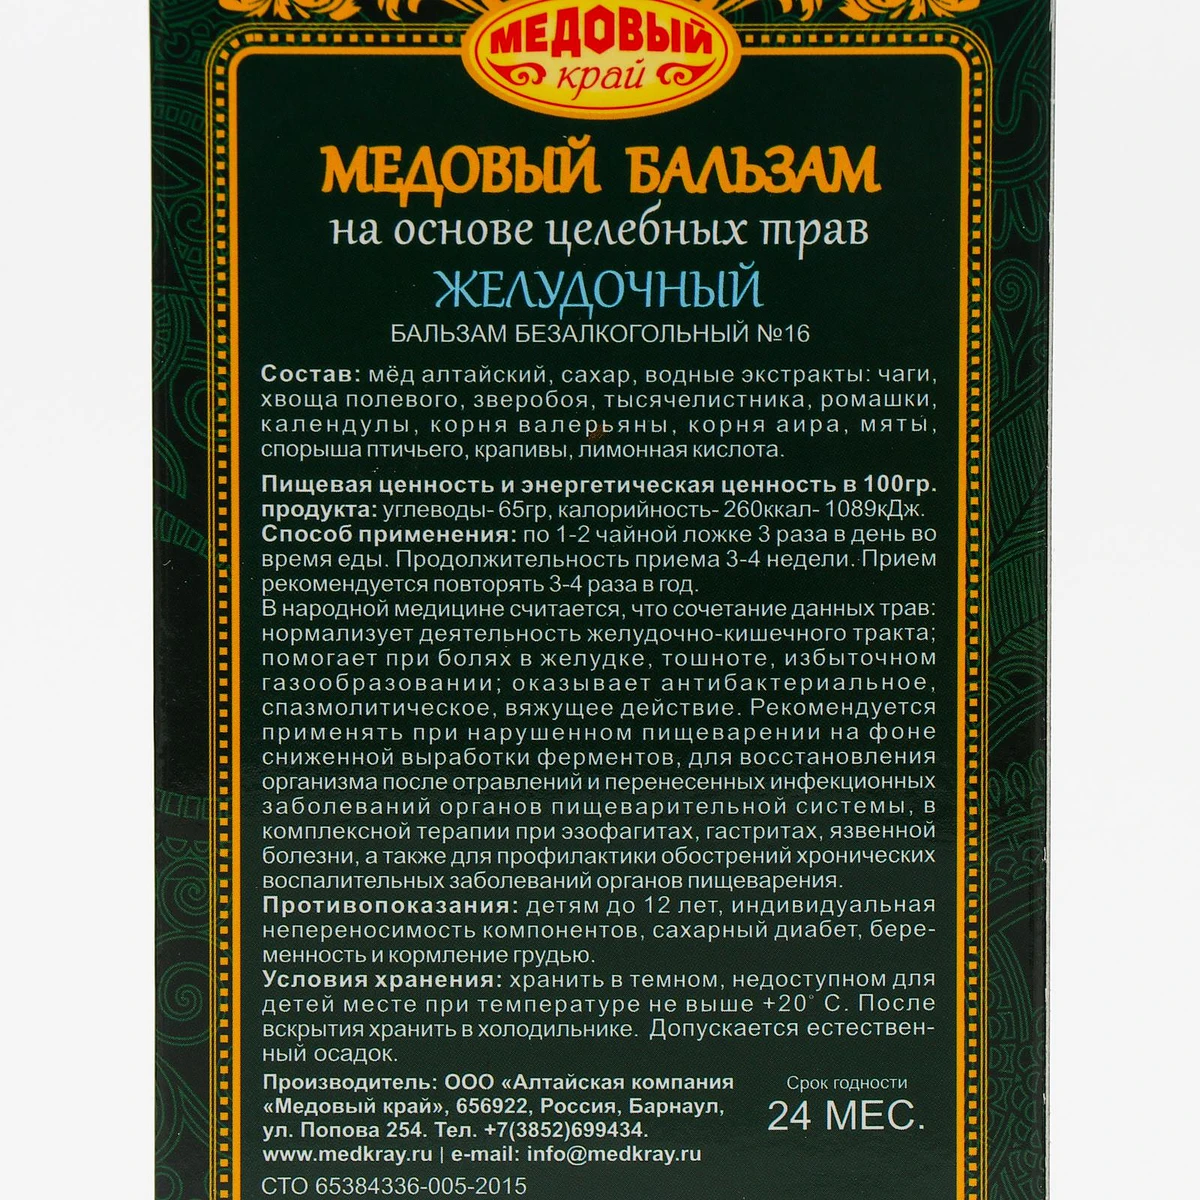 МЕДОВЫЙ
край
МЕДОВЫЙ БАЛЬЗАМ
на основе целебных трав
ЖЕЛУДОЧНЫЙ
БАЛЬЗАМ БЕЗАЛКОГОЛЬНЫЙ №16
Состав: мёд алтайский, сахар, водные экстракты: чаги,
хвоща полевого, зверобоя, тысячелистника, ромашки,
календулы, корня валерьяны, корня аира, мяты,
спорыша птичьего, крапивы, лимонная кислота.
Пищевая ценность и энергетическая ценность в 100гр.
продукта: углеводы- 65гр, калорийность- 260ккал- 1089кДж.
Способ применения: по 1-2 чайной ложке 3 раза в день во
время еды. Продолжительность приема 3-4 недели. Прием
рекомендуется повторять 3-4 раза в год.
В народной медицине считается, что сочетание данных трав:
нормализует деятельность желудочно-кишечного тракта;
помогает при болях в желудке, тошноте, избыточном
газообразовании; оказывает антибактериальное,
спазмолитическое, вяжущее действие. Рекомендуется
применять при нарушенном пищеварении на фоне
сниженной выработки ферментов, для восстановления
организма после отравлений и перенесенных инфекционных
заболеваний органов пищеварительной системы, в
комплексной терапии при эзофагитах, гастритах, язвенной
болезни, а также для профилактики обострений хронических
воспалительных заболеваний органов пищеварения.
Противопоказания: детям до 12 лет, индивидуальная
непереносимость компонентов, сахарный диабет, бере-
менность и кормление грудью.
Условия хранения: хранить в темном, недоступном для
детей месте при температуре не выше +20° С. После
вскрытия хранить в холодильнике. Допускается естествен-
ный осадок.
Производитель: ООО «Алтайская компания
«Медовый край», 656922, Россия, Барнаул,
ул. Попова 254. Тел. +7(3852)699434.
www.medkray.ru | e-mail: info@medkray.ru
Срок годности
24 МЕС.
СТО 65384336-005-2015